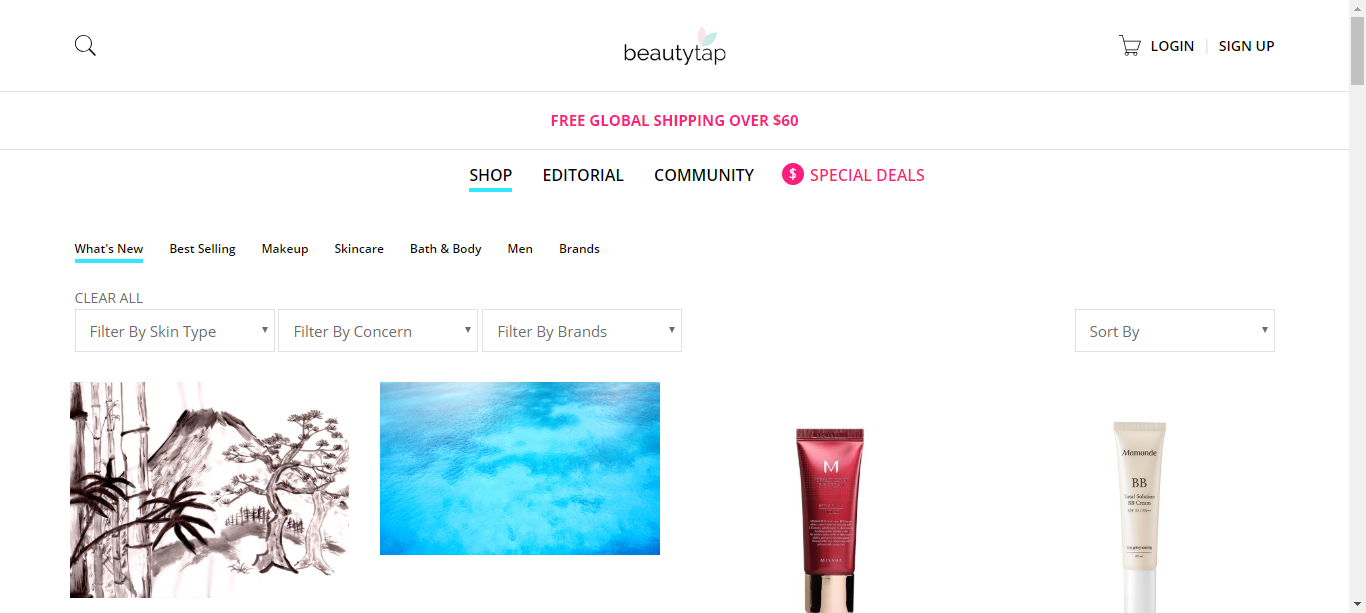 beautytap
LOGIN
SIGN UP
FREE GLOBAL SHIPPING OVER $60
SHOP
EDITORIAL
COMMUNITY
$ SPECIAL DEALS
What's New
Best Selling
Makeup
Skincare
Bath & Body
Men
Brands
CLEAR ALL
Filter By Skin Type
Filter By Concern
Filter By Brands
Sort By
M
MISSHA
Mamonde
BB
Total Solution
BB Cream